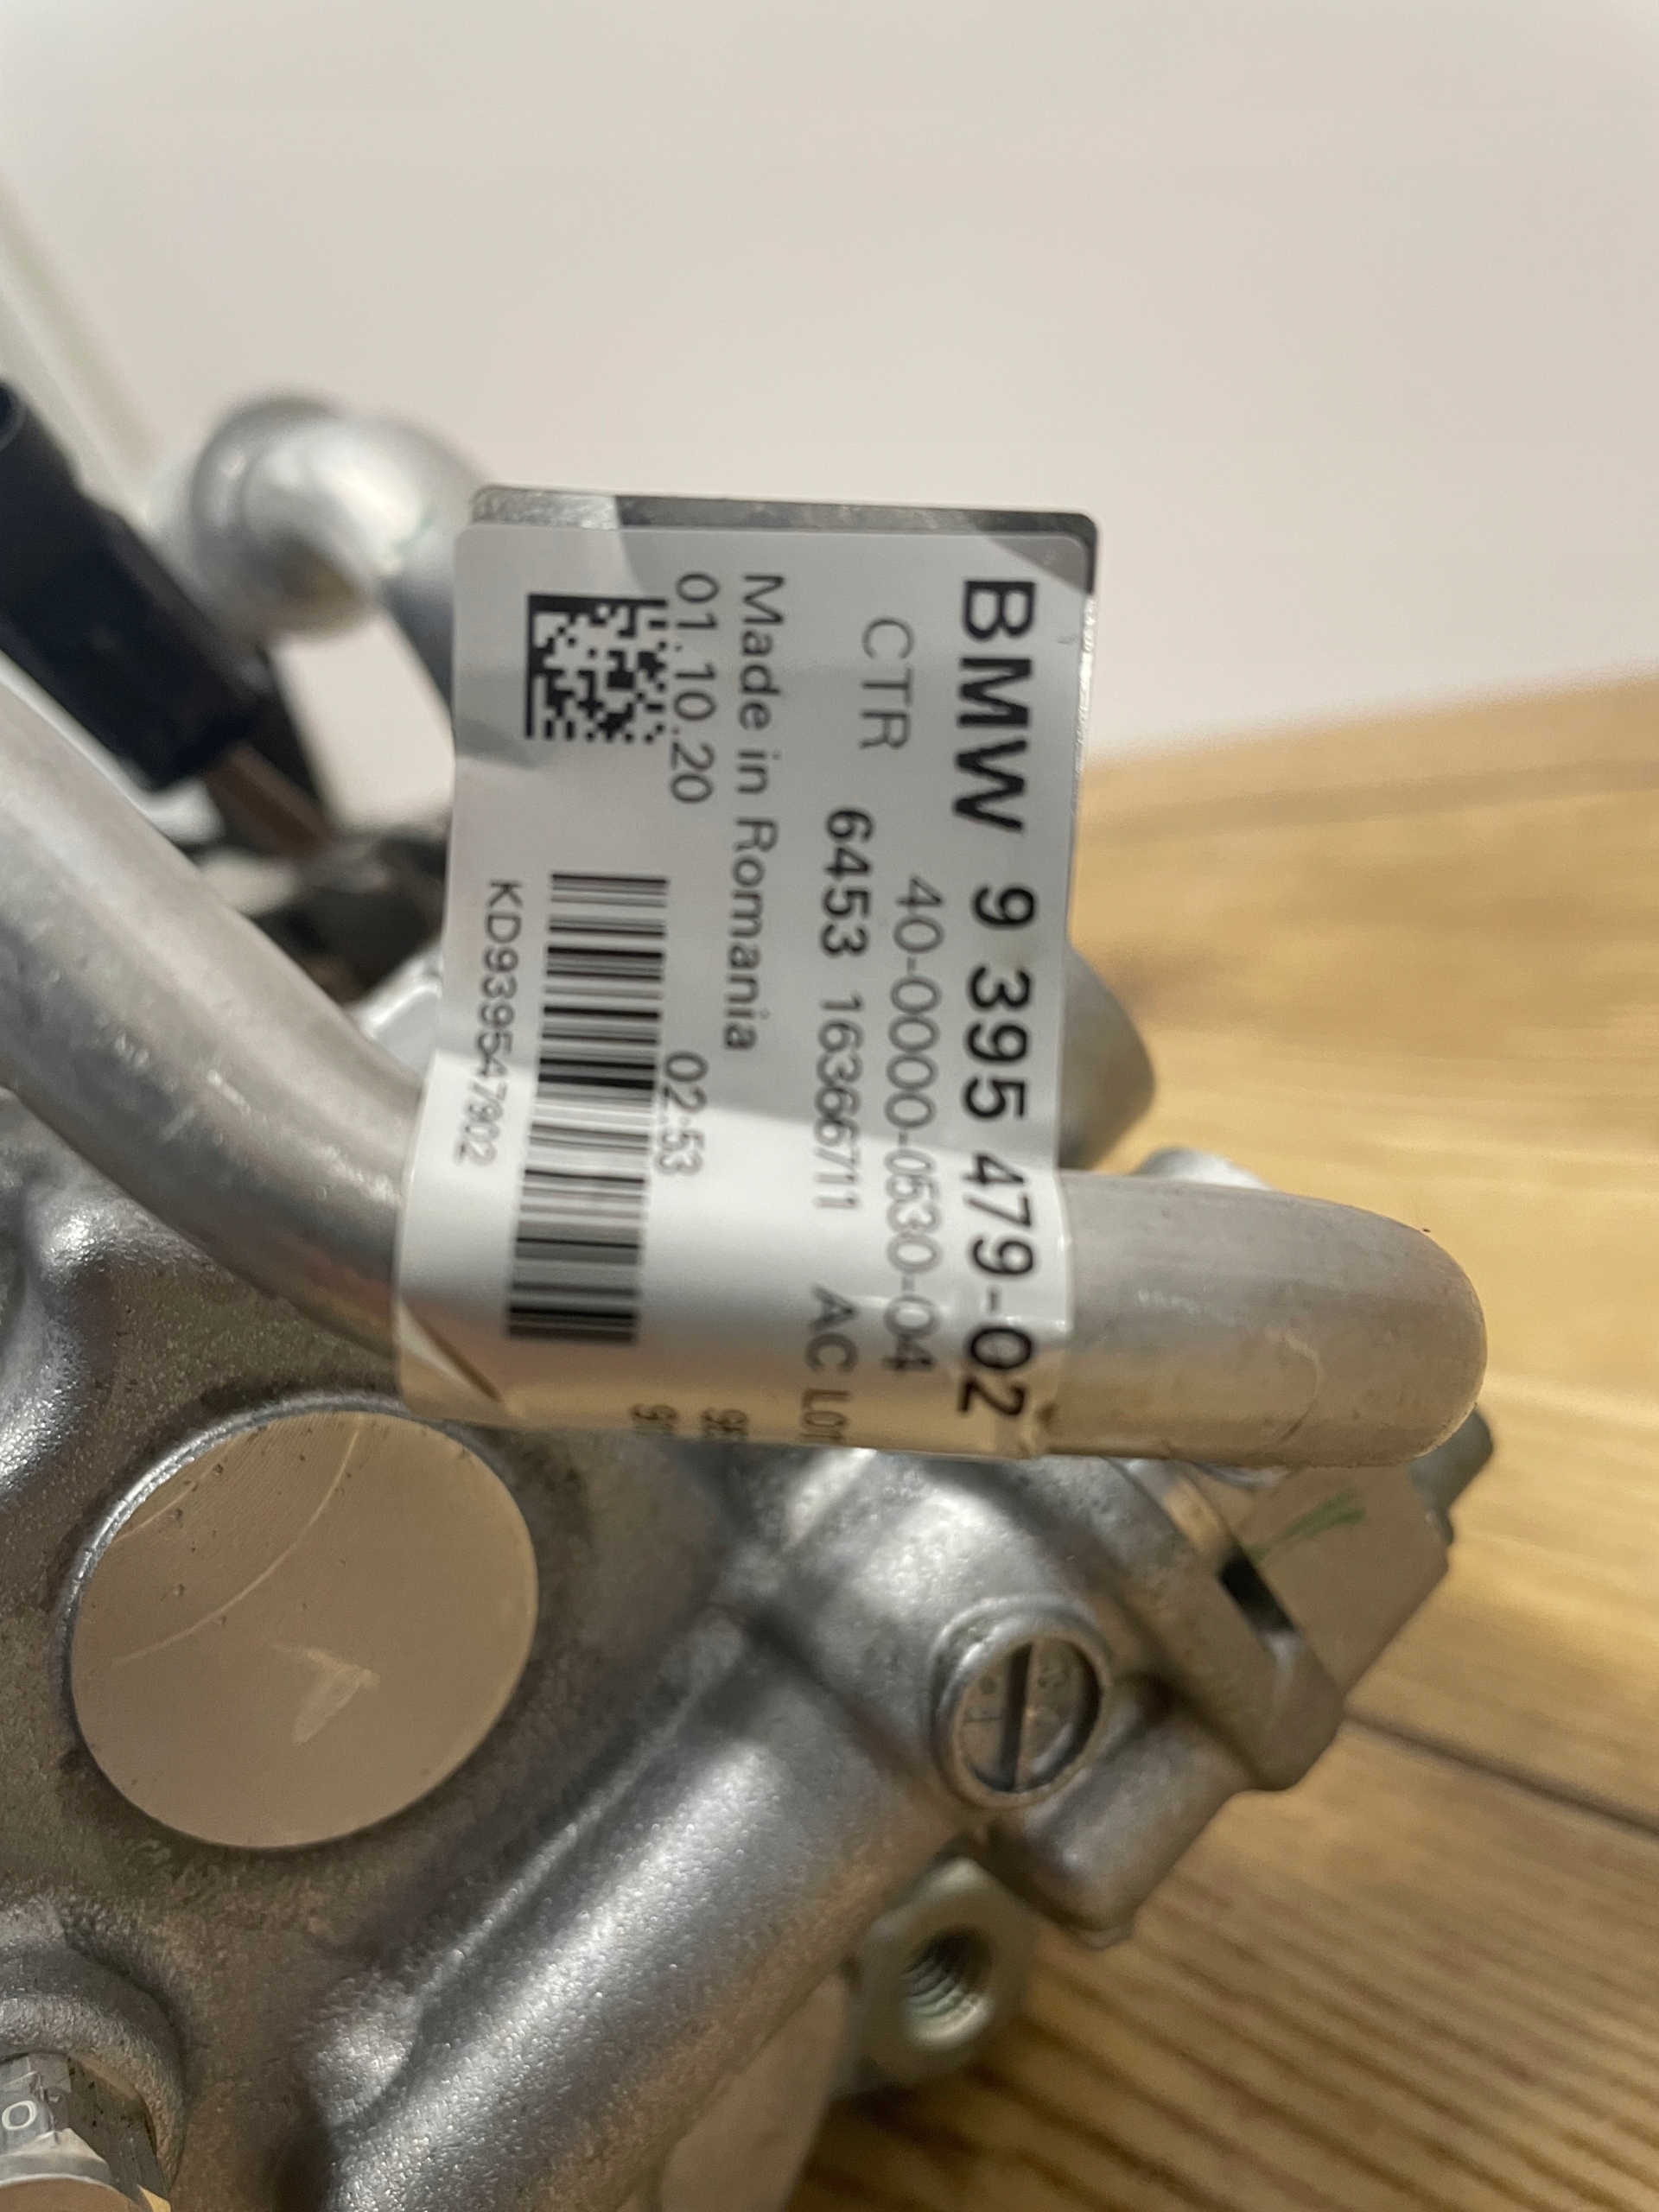 BMW 9 395 479-02
40-0000-0530-04
CTR
6453 16366711 AC L01
Made in Romania
01.10.20 02:53
KD939547902